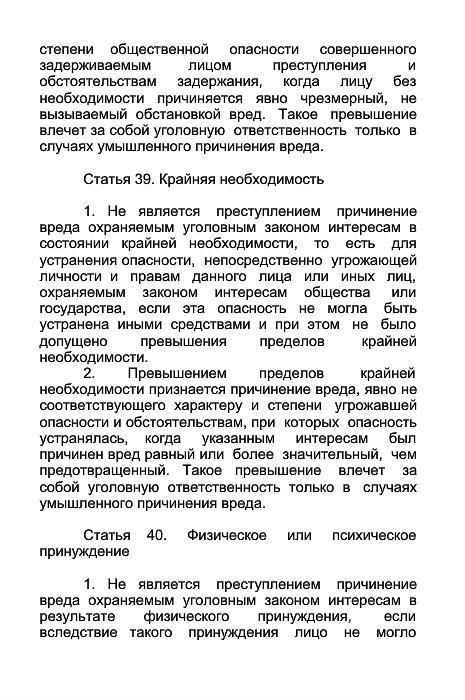 степени общественной опасности совершенного
задерживаемым лицом преступления и
обстоятельствам задержания, когда лицу без
необходимости причиняется явно чрезмерный, не
вызываемый обстановкой вред. Такое превышение
влечет за собой уголовную ответственность только в
случаях умышленного причинения вреда.
Статья 39. Крайняя необходимость
1. Не является преступлением причинение
вреда охраняемым уголовным законом интересам в
состоянии крайней необходимости, то есть для
устранения опасности, непосредственно угрожающей
личности и правам данного лица или иных лиц,
охраняемым законом интересам общества или
государства, если эта опасность не могла быть
устранена иными средствами и при этом не было
допущено превышения пределов крайней
необходимости.
2. Превышением пределов крайней
необходимости признается причинение вреда, явно не
соответствующего характеру и степени угрожавшей
опасности и обстоятельствам, при которых опасность
устранялась, когда указанным интересам был
причинен вред равный или более значительный, чем
предотвращенный. Такое превышение влечет за
собой уголовную ответственность только в случаях
умышленного причинения вреда.
Статья 40. Физическое или психическое
принуждение
1. Не является преступлением причинение
вреда охраняемым уголовным законом интересам в
результате физического принуждения, если
вследствие такого принуждения лицо не могло